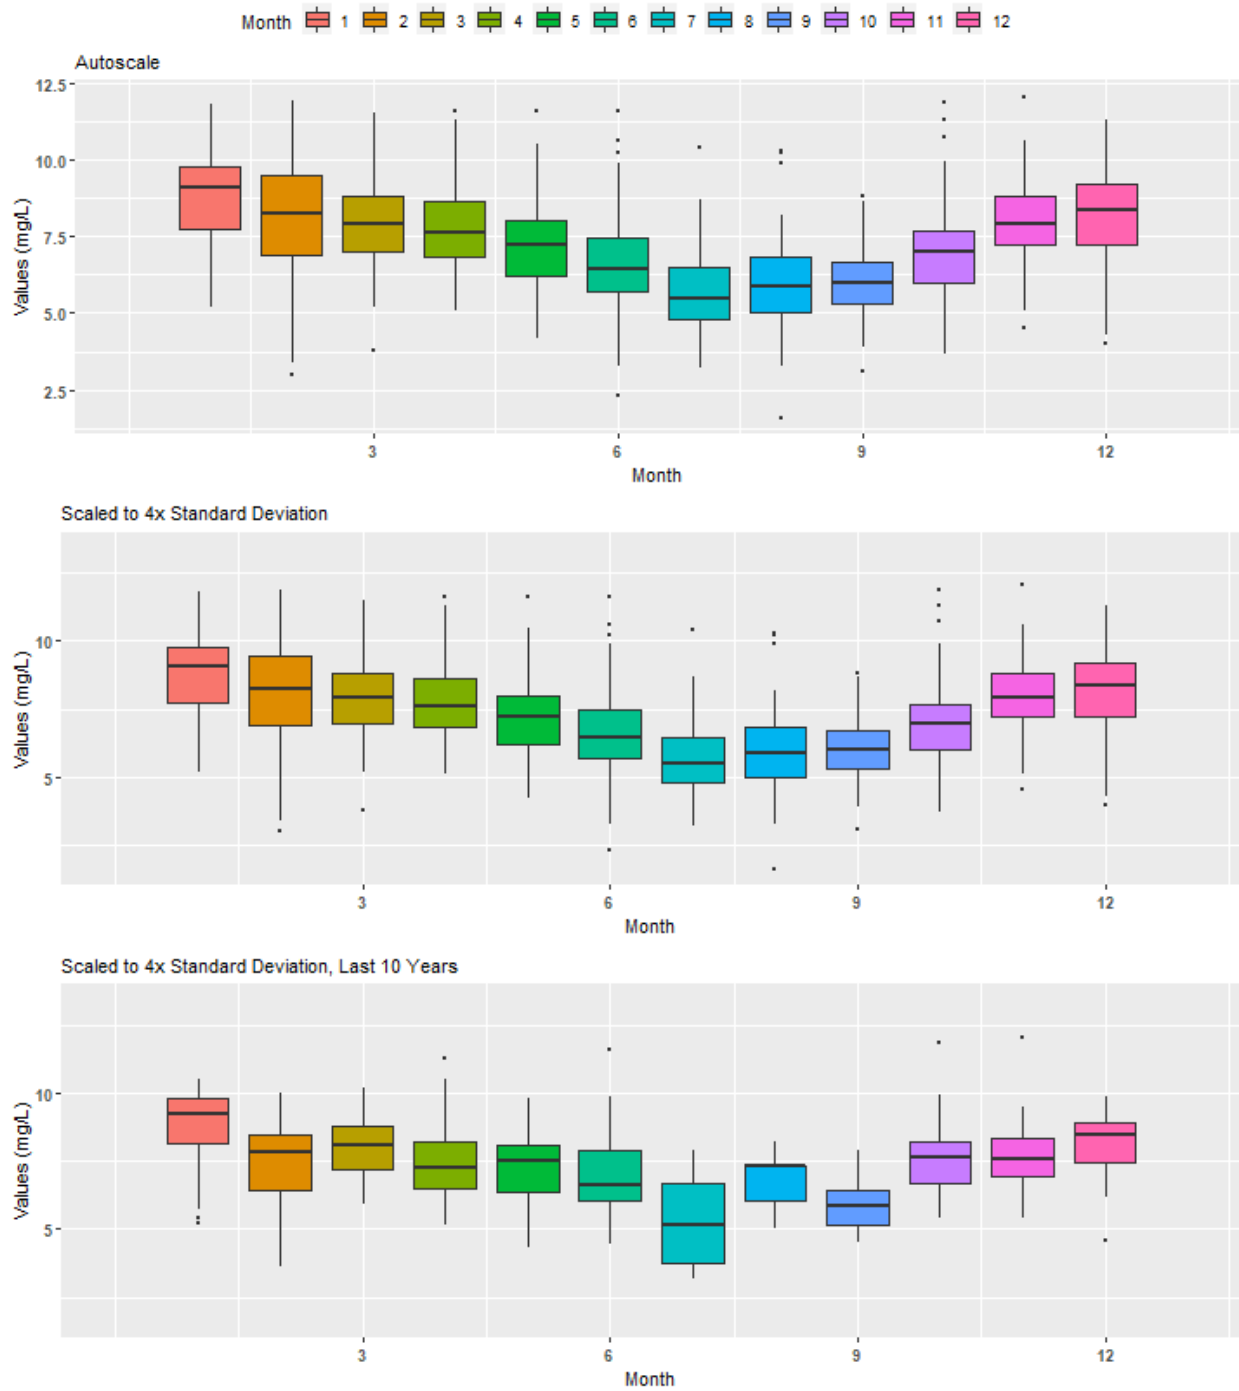 Month 1 2 3 4 5 6 7 8 9 10 11 12
Autoscale
Values (mg/L)
12.5
10.0
7.5
5.0
2.5
3 6 9 12
Month
Scaled to 4x Standard Deviation
Values (mg/L)
10
5
3 6 9 12
Month
Scaled to 4x Standard Deviation, Last 10 Years
Values (mg/L)
10
5
3 6 9 12
Month